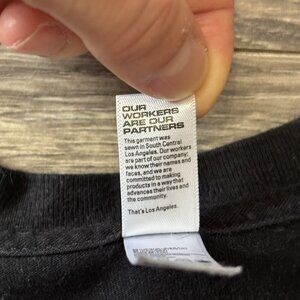 OUR
WORKERS
ARE OUR
PARTNERS
This garment was
sewn in South Central
Los Angeles. Our workers
are part of our company;
we know their names and
faces, and we are
committed to making
products in a way that
advances their lives and
the community.
That's Los Angeles.